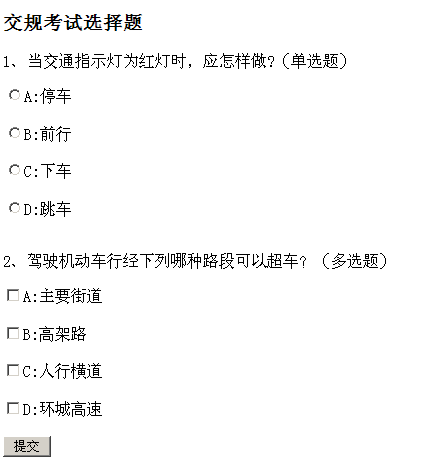 交规考试选择题
1、当交通指示灯为红灯时，应怎样做?(单选题)
A:停车
B:前行
C:下车
D:跳车
2、驾驶机动车行经下列哪种路段可以超车? (多选题)
A:主要街道
B:高架路
C:人行横道
D:环城高速
提交